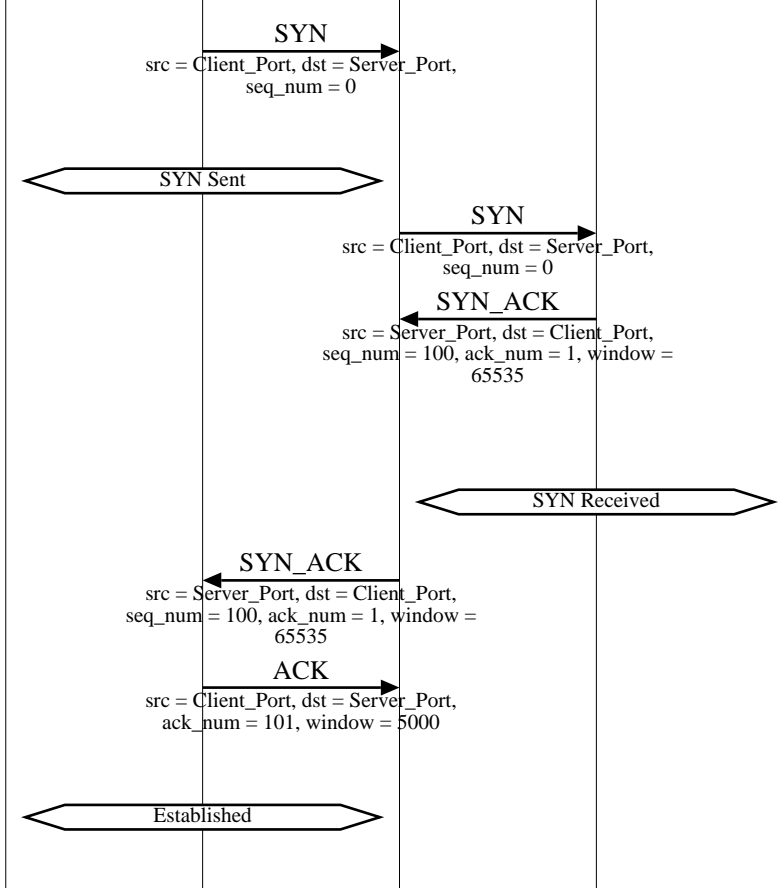 SYN
src = Client_Port, dst = Server_Port,
seq_num = 0
SYN Sent
SYN
src = Client_Port, dst = Server_Port,
seq_num = 0
SYN_ACK
src = Server_Port, dst = Client_Port,
seq_num = 100, ack_num = 1, window =
65535
SYN Received
SYN_ACK
src = Server_Port, dst = Client_Port,
seq_num = 100, ack_num = 1, window =
65535
ACK
src = Client_Port, dst = Server_Port,
ack_num = 101, window = 5000
Established